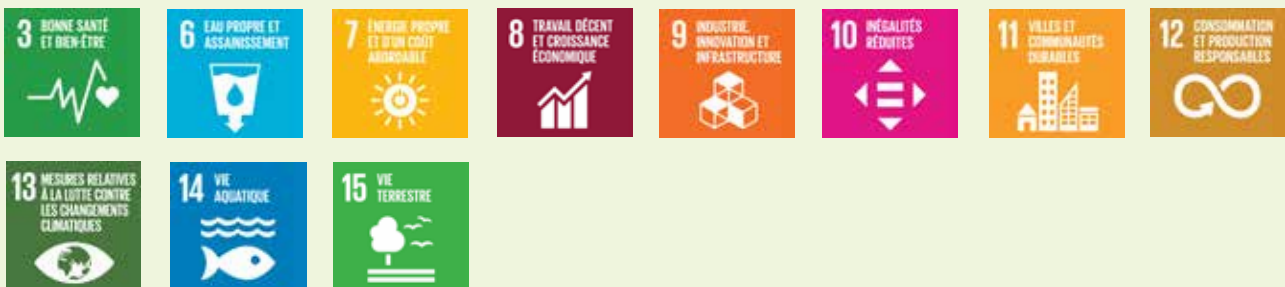 3 BONNE SANTÉ
ET BIEN-ÊTRE
6 EAU PROPRE ET
ASSAINISSEMENT
7 ÉNERGIE PROPRE
ET D'UN COÛT
ABORDABLE
8 TRAVAIL DÉCENT
ET CROISSANCE
ÉCONOMIQUE
9 INDUSTRIE,
INNOVATION ET
INFRASTRUCTURE
10 INÉGALITÉS
RÉDUITES
11 VILLES ET
COMMUNAUTÉS
DURABLES
12 CONSOMMATION
ET PRODUCTION
RESPONSABLES
13 MESURES RELATIVES
À LA LUTTE CONTRE
LES CHANGEMENTS
CLIMATIQUES
14 VIE
AQUATIQUE
15 VIE
TERRESTRE